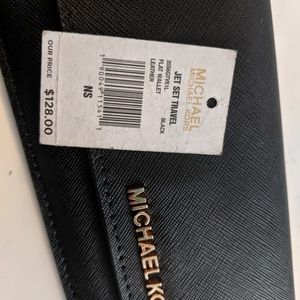 MICHAEL
MICHAEL KORS
JET SET TRAVEL
BLACK
FLAT WALLET
LEATHER
NS
OUR PRICE
$128.00
MICHAEL KO